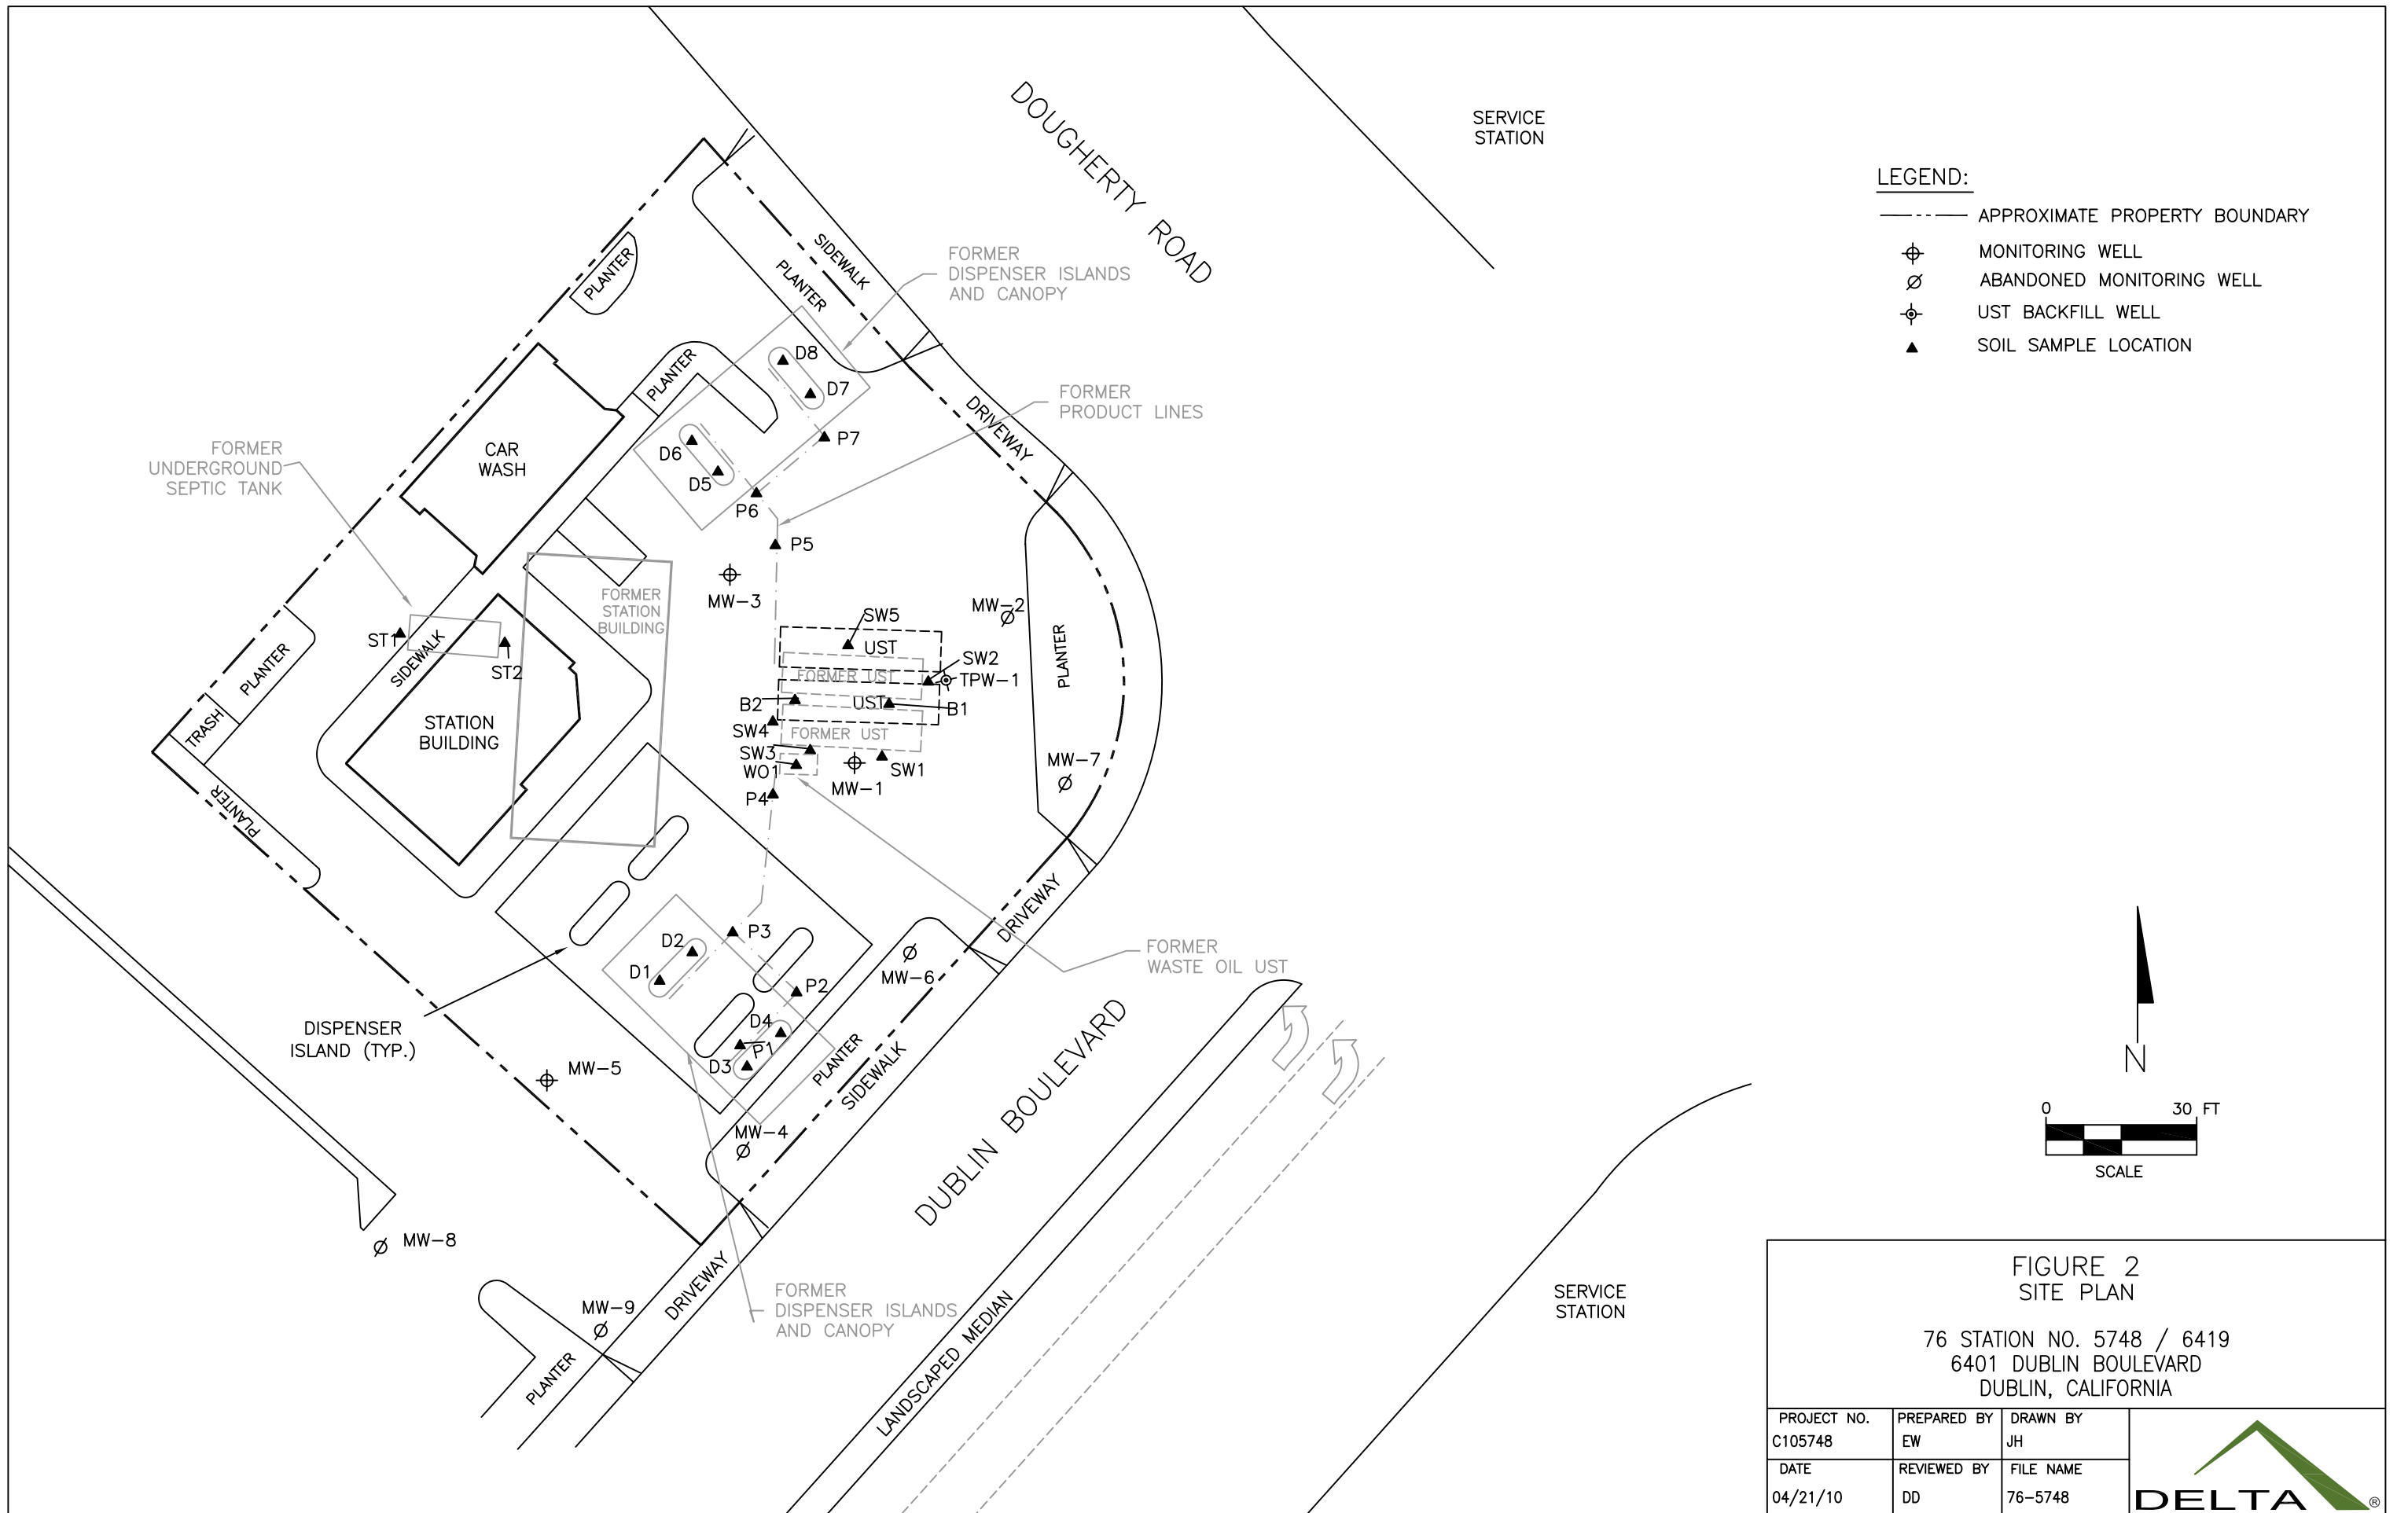 DOUGHERTY ROAD
SERVICE
STATION
LEGEND:
APPROXIMATE PROPERTY BOUNDARY
MONITORING WELL
ABANDONED MONITORING WELL
UST BACKFILL WELL
SOIL SAMPLE LOCATION
SIDEWALK
PLANTER
PLANTER
FORMER
DISPENSER ISLANDS
AND CANOPY
PLANTER
D8
D7
FORMER
PRODUCT LINES
DRIVEWAY
P7
D6
D5
P6
CAR
WASH
FORMER
UNDERGROUND
SEPTIC TANK
P5
MW-3
FORMER
STATION
BUILDING
MW-2
SW5
UST
ST1
SIDEWALK
ST2
PLANTER
PLANTER
FORMER UST
SW2
TPW-1
B2
UST
B1
SW4
FORMER UST
TRASH
STATION
BUILDING
SW3
WO1
MW-1
SW1
MW-7
P4
PLANTER
DRIVEWAY
D2
P3
D1
MW-6
FORMER
WASTE OIL UST
P2
D4
P1
D3
PLANTER
SIDEWALK
DISPENSER
ISLAND (TYP.)
MW-5
DUBLIN BOULEVARD
MW-4
MW-8
DRIVEWAY
FORMER
DISPENSER ISLANDS
AND CANOPY
MW-9
PLANTER
LANDSCAPED MEDIAN
SERVICE
STATION
N
0 30 FT
SCALE
FIGURE 2
SITE PLAN
76 STATION NO. 5748 / 6419
6401 DUBLIN BOULEVARD
DUBLIN, CALIFORNIA
PROJECT NO. PREPARED BY DRAWN BY
C105748 EW JH
DATE REVIEWED BY FILE NAME
04/21/10 DD 76-5748
DELTA ®